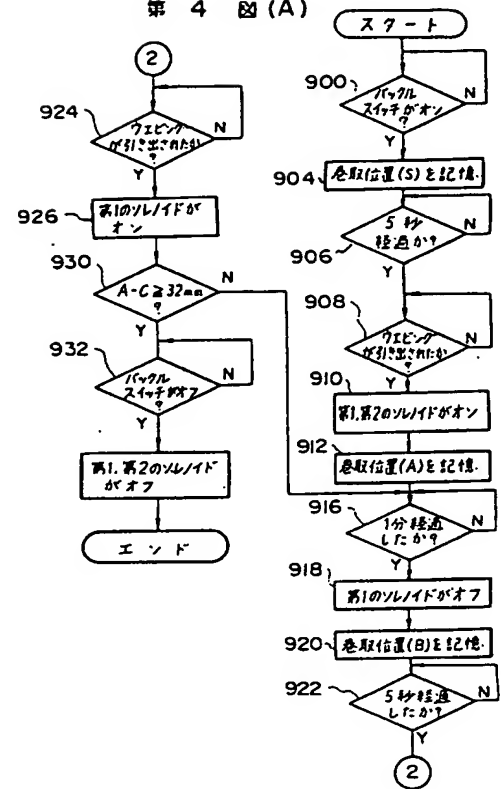 第 4 図 (A)
スタート
900
バックル
スイッチがオン
?
N
Y
904
巻取位置(S)を記憶.
906
5秒
経過か?
N
Y
908
ウエビング
が引き出されたか
?
N
Y
910
第1.第2のソレノイドがオン
912
巻取位置(A)を記憶.
916
1分経過
したか?
N
Y
918
第1のソレノイドがオフ
920
巻取位置(B)を記憶.
922
5秒経過
したか?
N
Y
2
2
924
ウエビング
が引き出されたか
?
N
Y
926
第1のソレノイドが
オン
930
A-C≧32mm
?
N
Y
932
バックル
スイッチがオフ
?
N
Y
第1.第2のソレノイド
がオフ
エンド